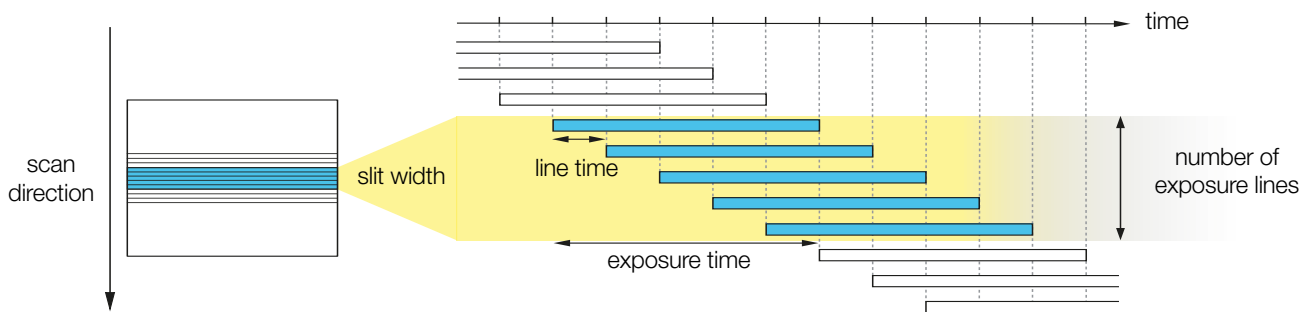 time
scan
direction
slit width
line time
number of
exposure lines
exposure time